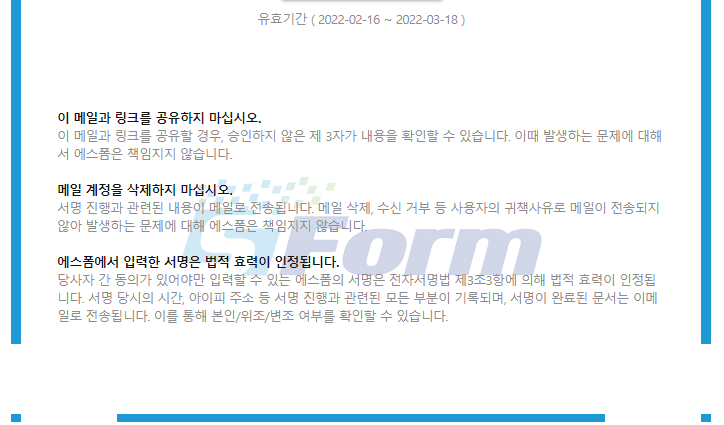 유효기간 ( 2022-02-16 ~ 2022-03-18 )
이 메일과 링크를 공유하지 마십시오.
이 메일과 링크를 공유할 경우, 승인하지 않은 제 3자가 내용을 확인할 수 있습니다. 이때 발생하는 문제에 대해
서 에스폼은 책임지지 않습니다.
메일 계정을 삭제하지 마십시오.
서명 진행과 관련된 내용이 메일로 전송됩니다. 메일 삭제, 수신 거부 등 사용자의 귀책사유로 메일이 전송되지
않아 발생하는 문제에 대해 에스폼은 책임지지 않습니다.
SForm
에스폼에서 입력한 서명은 법적 효력이 인정됩니다.
당사자 간 동의가 있어야만 입력할 수 있는 에스폼의 서명은 전자서명법 제3조3항에 의해 법적 효력이 인정됩
니다. 서명 당시의 시간, 아이피 주소 등 서명 진행과 관련된 모든 부분이 기록되며, 서명이 완료된 문서는 이메
일로 전송됩니다. 이를 통해 본인/위조/변조 여부를 확인할 수 있습니다.